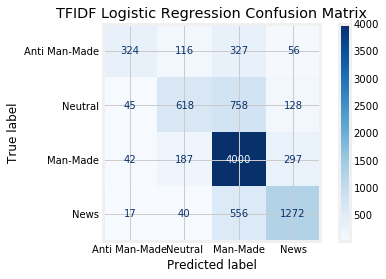 TFIDF Logistic Regression Confusion Matrix
True label
Anti Man-Made 324 116 327 56
Neutral 45 618 758 128
Man-Made 42 187 4000 297
News 17 40 556 1272
Anti Man-Made Neutral Man-Made News
Predicted label
4000
3500
3000
2500
2000
1500
1000
500